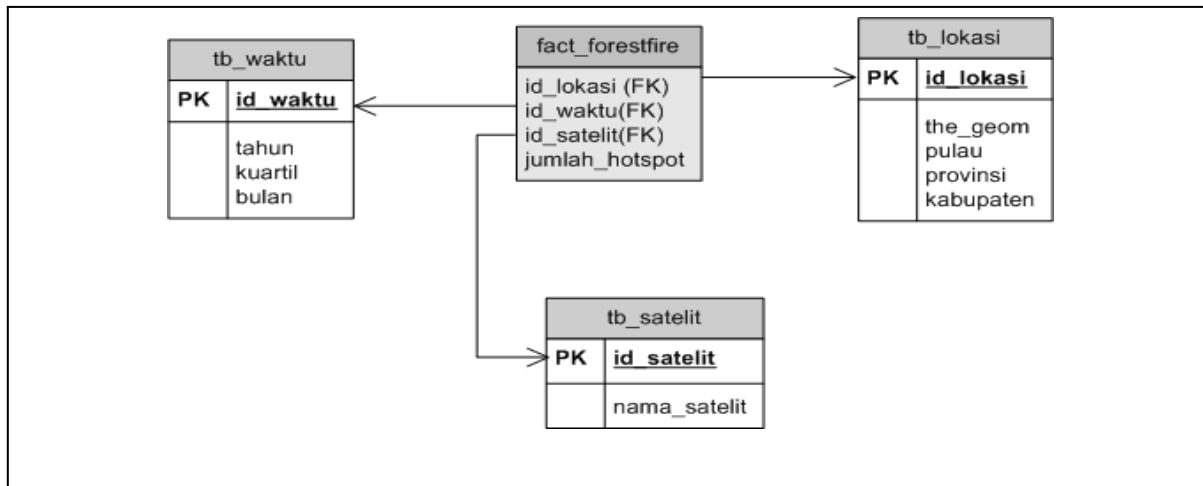 tb_waktu
PK id_waktu
tahun
kuartil
bulan
fact_forestfire
id_lokasi (FK)
id_waktu(FK)
id_satelit(FK)
jumlah_hotspot
tb_lokasi
PK id_lokasi
the_geom
pulau
provinsi
kabupaten
tb_satelit
PK id_satelit
nama_satelit